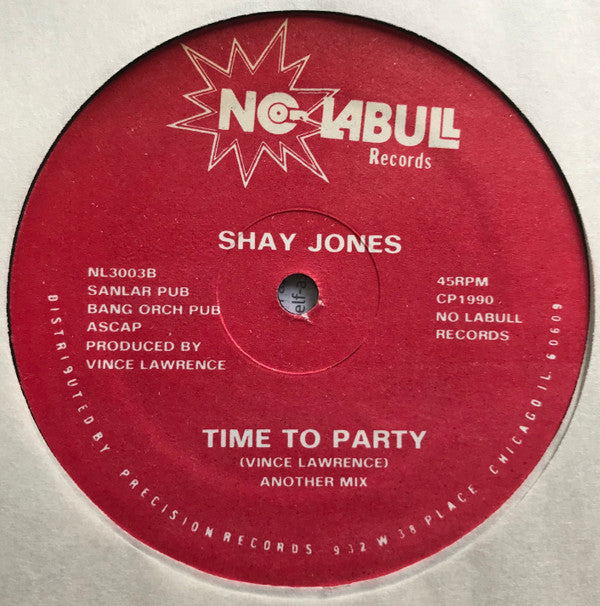 NO LABULL
Records
SHAY JONES
NL3003B
SANLAR PUB
BANG ORCH PUB
ASCAP
PRODUCED BY
VINCE LAWRENCE
45RPM
CP1990
NO LABULL
RECORDS
elf-a
TIME TO PARTY
(VINCE LAWRENCE)
ANOTHER MIX
DISTRIBUTED BY PRECISION RECORDS 932 W 38 PLACE CHICAGO IL. 60609